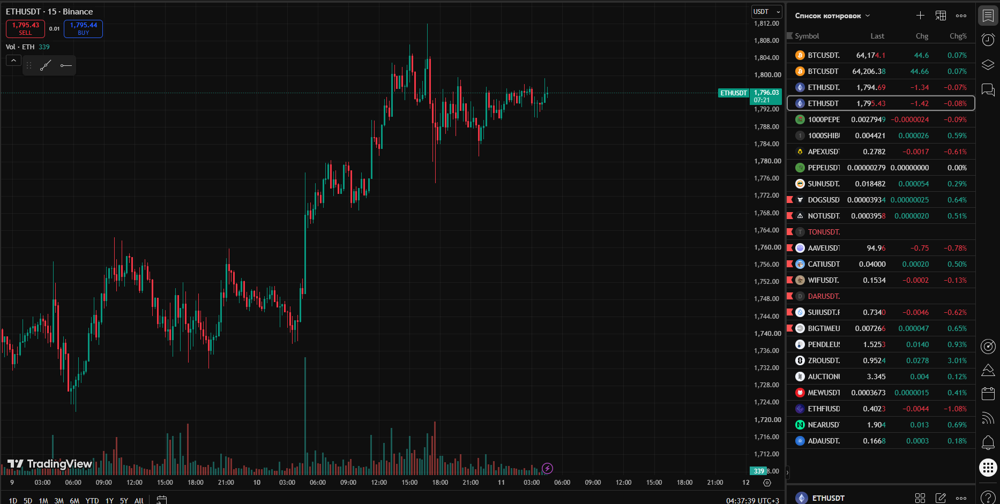 ETHUSDT · 15 · Binance
1,795.43 SELL 0.01 1,795.44 BUY
Vol · ETH 339
USDT
1,812.00
1,808.00
1,804.00
1,800.00
ETHUSDT 1,796.03
07:21
1,792.00
1,788.00
1,784.00
1,780.00
1,776.00
1,772.00
1,768.00
1,764.00
1,760.00
1,756.00
1,752.00
1,748.00
1,744.00
1,740.00
1,736.00
1,732.00
1,728.00
1,724.00
1,720.00
1,716.00
1,712.00
339 8.00
TradingView
9 03:00 06:00 09:00 12:00 15:00 18:00 21:00 10 03:00 06:00 09:00 12:00 15:00 18:00 21:00 11 03:00 06:00 09:00 12:00 15:00 18:00 21:00 12
1D 5D 1M 3M 6M YTD 1Y 5Y All
04:37:39 UTC+3
Список котировок
Symbol Last Chg Chg%
BTCUSDT. 64,174.1 44.6 0.07%
BTCUSDT 64,206.38 44.66 0.07%
ETHUSDT. 1,794.69 −1.34 −0.07%
ETHUSDT 1,795.43 −1.42 −0.08%
1000PEPE 0.0027949 −0.0000024 −0.09%
1000SHIB 0.004421 0.000026 0.59%
APEXUSDT 0.2782 −0.0017 −0.61%
PEPEUSDT 0.00000279 0.00000000 0.00%
SUNUSDT. 0.018482 0.000054 0.29%
DOGSUSD 0.00003934 0.00000025 0.64%
NOTUSDT. 0.0003958 0.0000020 0.51%
T TONUSDT.
AAVEUSDT 94.96 −0.75 −0.78%
CATIUSDT 0.04000 0.00020 0.50%
WIFUSDT. 0.1534 −0.0002 −0.13%
D DARUSDT.
SUIUSDT.F 0.7340 −0.0046 −0.62%
BIGTIMEU 0.007266 0.000047 0.65%
PENDLEUS 1.5253 0.0140 0.93%
ZROUSDT. 0.9524 0.0278 3.01%
AUCTION 3.345 0.004 0.12%
MEWUSDT 0.0003673 0.0000015 0.41%
ETHFIUSD 0.4023 −0.0044 −1.08%
NEARUSD 1.904 0.013 0.69%
ADAUSDT. 0.1668 0.0003 0.18%
ETHUSDT